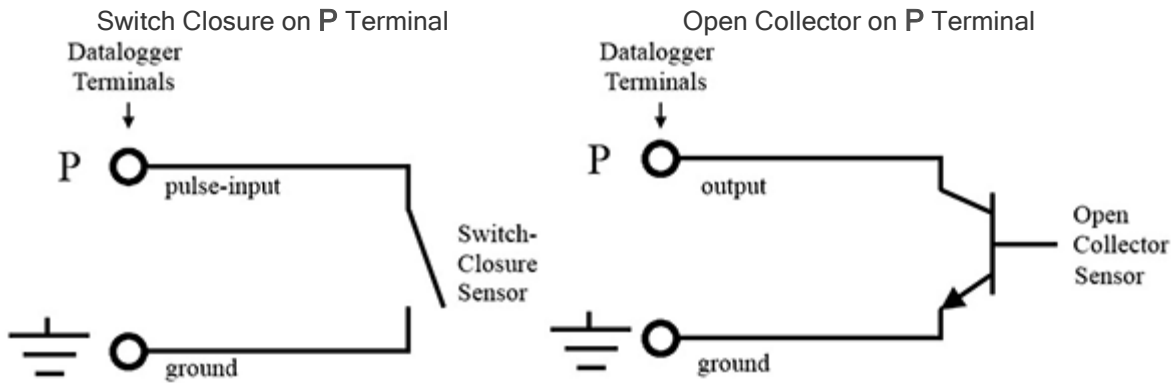 Switch Closure on P Terminal
Datalogger
Terminals
P
pulse-input
Switch-
Closure
Sensor
ground
Open Collector on P Terminal
Datalogger
Terminals
P
output
Open
Collector
Sensor
ground